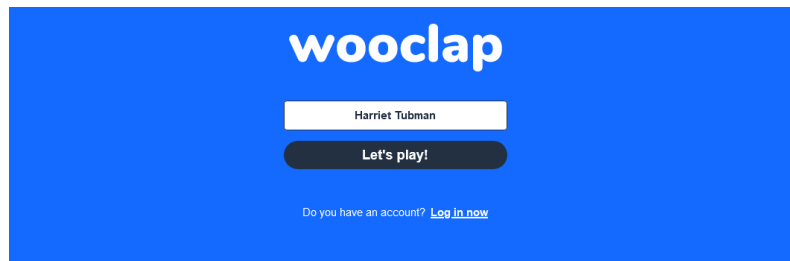 wooclap
Harriet Tubman
Let's play!
Do you have an account? Log in now